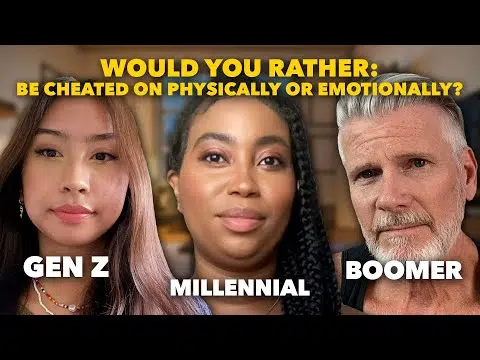 WOULD YOU RATHER:
BE CHEATED ON PHYSICALLY OR EMOTIONALLY?
GEN Z
MILLENNIAL
BOOMER